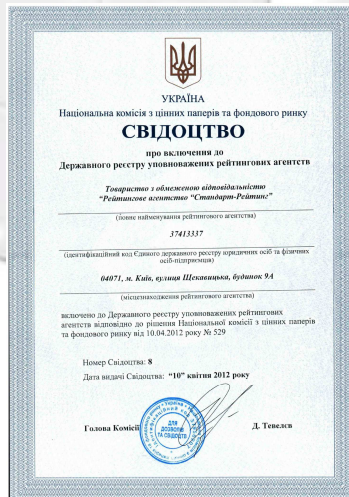 УКРАЇНА
Національна комісія з цінних паперів та фондового ринку
СВІДОЦТВО
про включення до
Державного реєстру уповноважених рейтингових агентств
Товариство з обмеженою відповідальністю
"Рейтингове агентство "Стандарт-Рейтинг"
(повне найменування рейтингового агентства)
37413337
(ідентифікаційний код Єдиного державного реєстру юридичних осіб та фізичних
осіб-підприємців)
04071, м. Київ, вулиця Щекавицька, будинок 9А
(місцезнаходження рейтингового агентства)
включено до Державного реєстру уповноважених рейтингових
агентств відповідно до рішення Національної комісії з цінних паперів
та фондового ринку від 10.04.2012 року № 529
Номер Свідоцтва: 8
Дата видачі Свідоцтва: "10" квітня 2012 року
Голова Комісії
Д. Тевелєв
ДЛЯ
ДОЗВОЛІВ
ТА СВІДОЦТВ